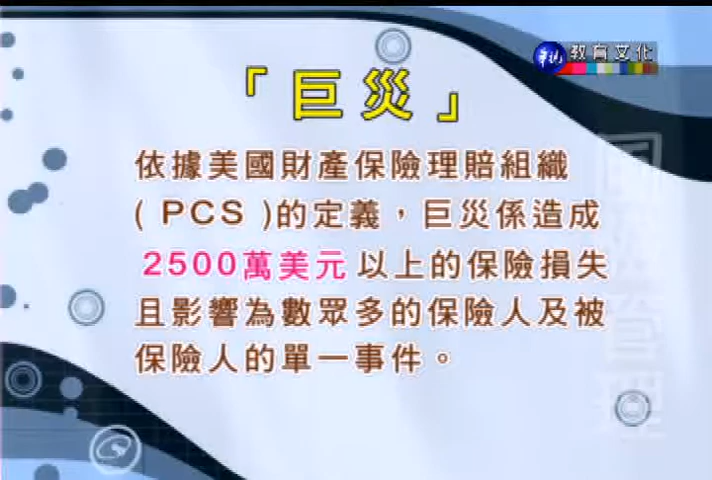 華視 教育文化
「巨災」
依據美國財產保險理賠組織
( PCS )的定義，巨災係造成
2500萬美元 以上的保險損失
且影響為數眾多的保險人及被
保險人的單一事件。